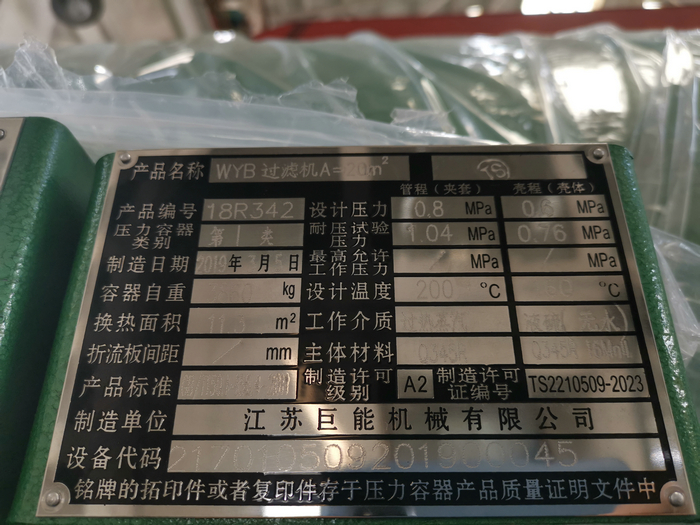 产品名称 WYB过滤机A=20m² TS
管程(夹套) 壳程(壳体)
产品编号 18R342 设计压力 0.8 MPa MPa
压力容器类别 第 类 耐压试验压力 1.04 MPa 0.76 MPa
制造日期 2019年 月 日 最高允许工作压力 / MPa / MPa
容器自重 kg 设计温度 200 °C °C
换热面积 m² 工作介质
折流板间距 / mm 主体材料 Q345R
产品标准 制造许可级别 A2 制造许可证编号 TS2210509-2023
制造单位 江苏巨能机械有限公司
设备代码
铭牌的拓印件或者复印件存于压力容器产品质量证明文件中